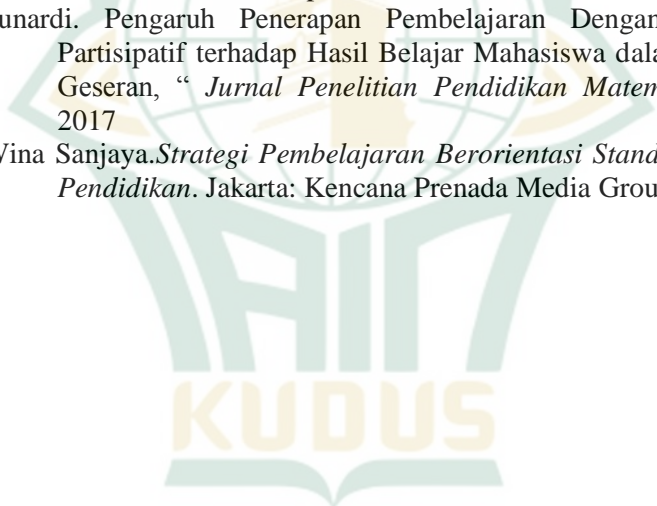 unardi. Pengaruh Penerapan Pembelajaran Dengan
Partisipatif terhadap Hasil Belajar Mahasiswa dala
Geseran, “ Jurnal Penelitian Pendidikan Matem
2017
Vina Sanjaya.Strategi Pembelajaran Berorientasi Stand
Pendidikan. Jakarta: Kencana Prenada Media Grou
IAIN
KUDUS